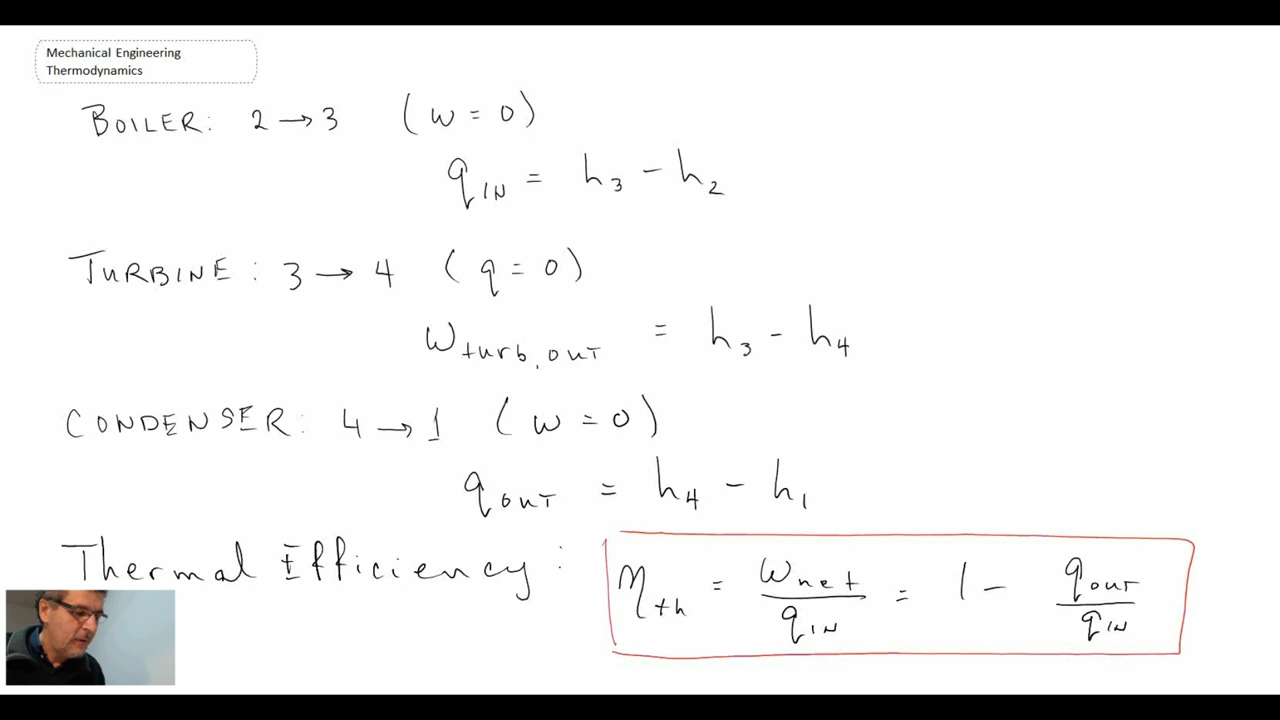 Mechanical Engineering
Thermodynamics
BOILER: 2 → 3 (w = 0)
q_IN = h_3 - h_2
TURBINE: 3 → 4 (q = 0)
w_turb,out = h_3 - h_4
CONDENSER: 4 → 1 (w = 0)
q_OUT = h_4 - h_1
Thermal Efficiency: η_th = w_net / q_IN = 1 - q_out / q_IN